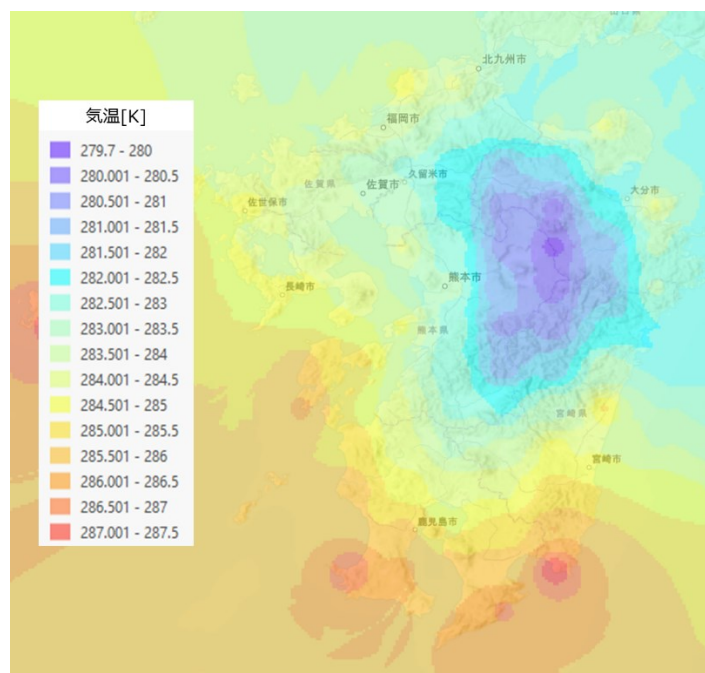 山口県
北九州市
気温[K]
福岡市
279.7 - 280
280.001 - 280.5
久留米市
佐賀県
佐賀市
大分市
280.501 - 281
佐世保市
281.001 - 281.5
281.501 - 282
282.001 - 282.5
熊本市
長崎市
282.501 - 283
283.001 - 283.5
熊本県
283.501 - 284
284.001 - 284.5
284.501 - 285
宮崎県
285.001 - 285.5
285.501 - 286
宮崎市
286.001 - 286.5
286.501 - 287
鹿児島市
287.001 - 287.5